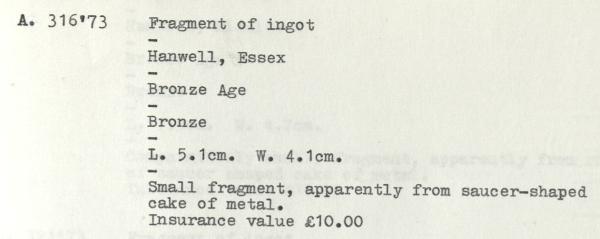 A. 316'73 Fragment of ingot
Hanwell, Essex
Bronze Age
Bronze
L. 5.1cm. W. 4.1cm.
Small fragment, apparently from saucer-shaped
cake of metal.
Insurance value £10.00